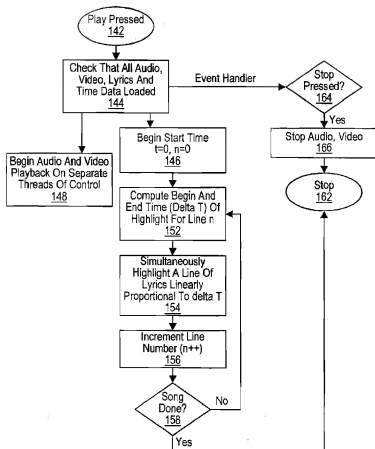 Play Pressed
142
Check That All Audio,
Video, Lyrics And
Time Data Loaded
144
Event Handler
Stop
Pressed?
164
Yes
Stop Audio, Video
166
Stop
162
Begin Start Time
t=0, n=0
146
Begin Audio And Video
Playback On Separate
Threads Of Control
148
Compute Begin And
End Time (Delta T) Of
Highlight For Line n
152
Simultaneously
Highlight A Line Of
Lyrics Linearly
Proportional To delta T
154
Increment Line
Number (n++)
156
Song
Done?
158
No
Yes